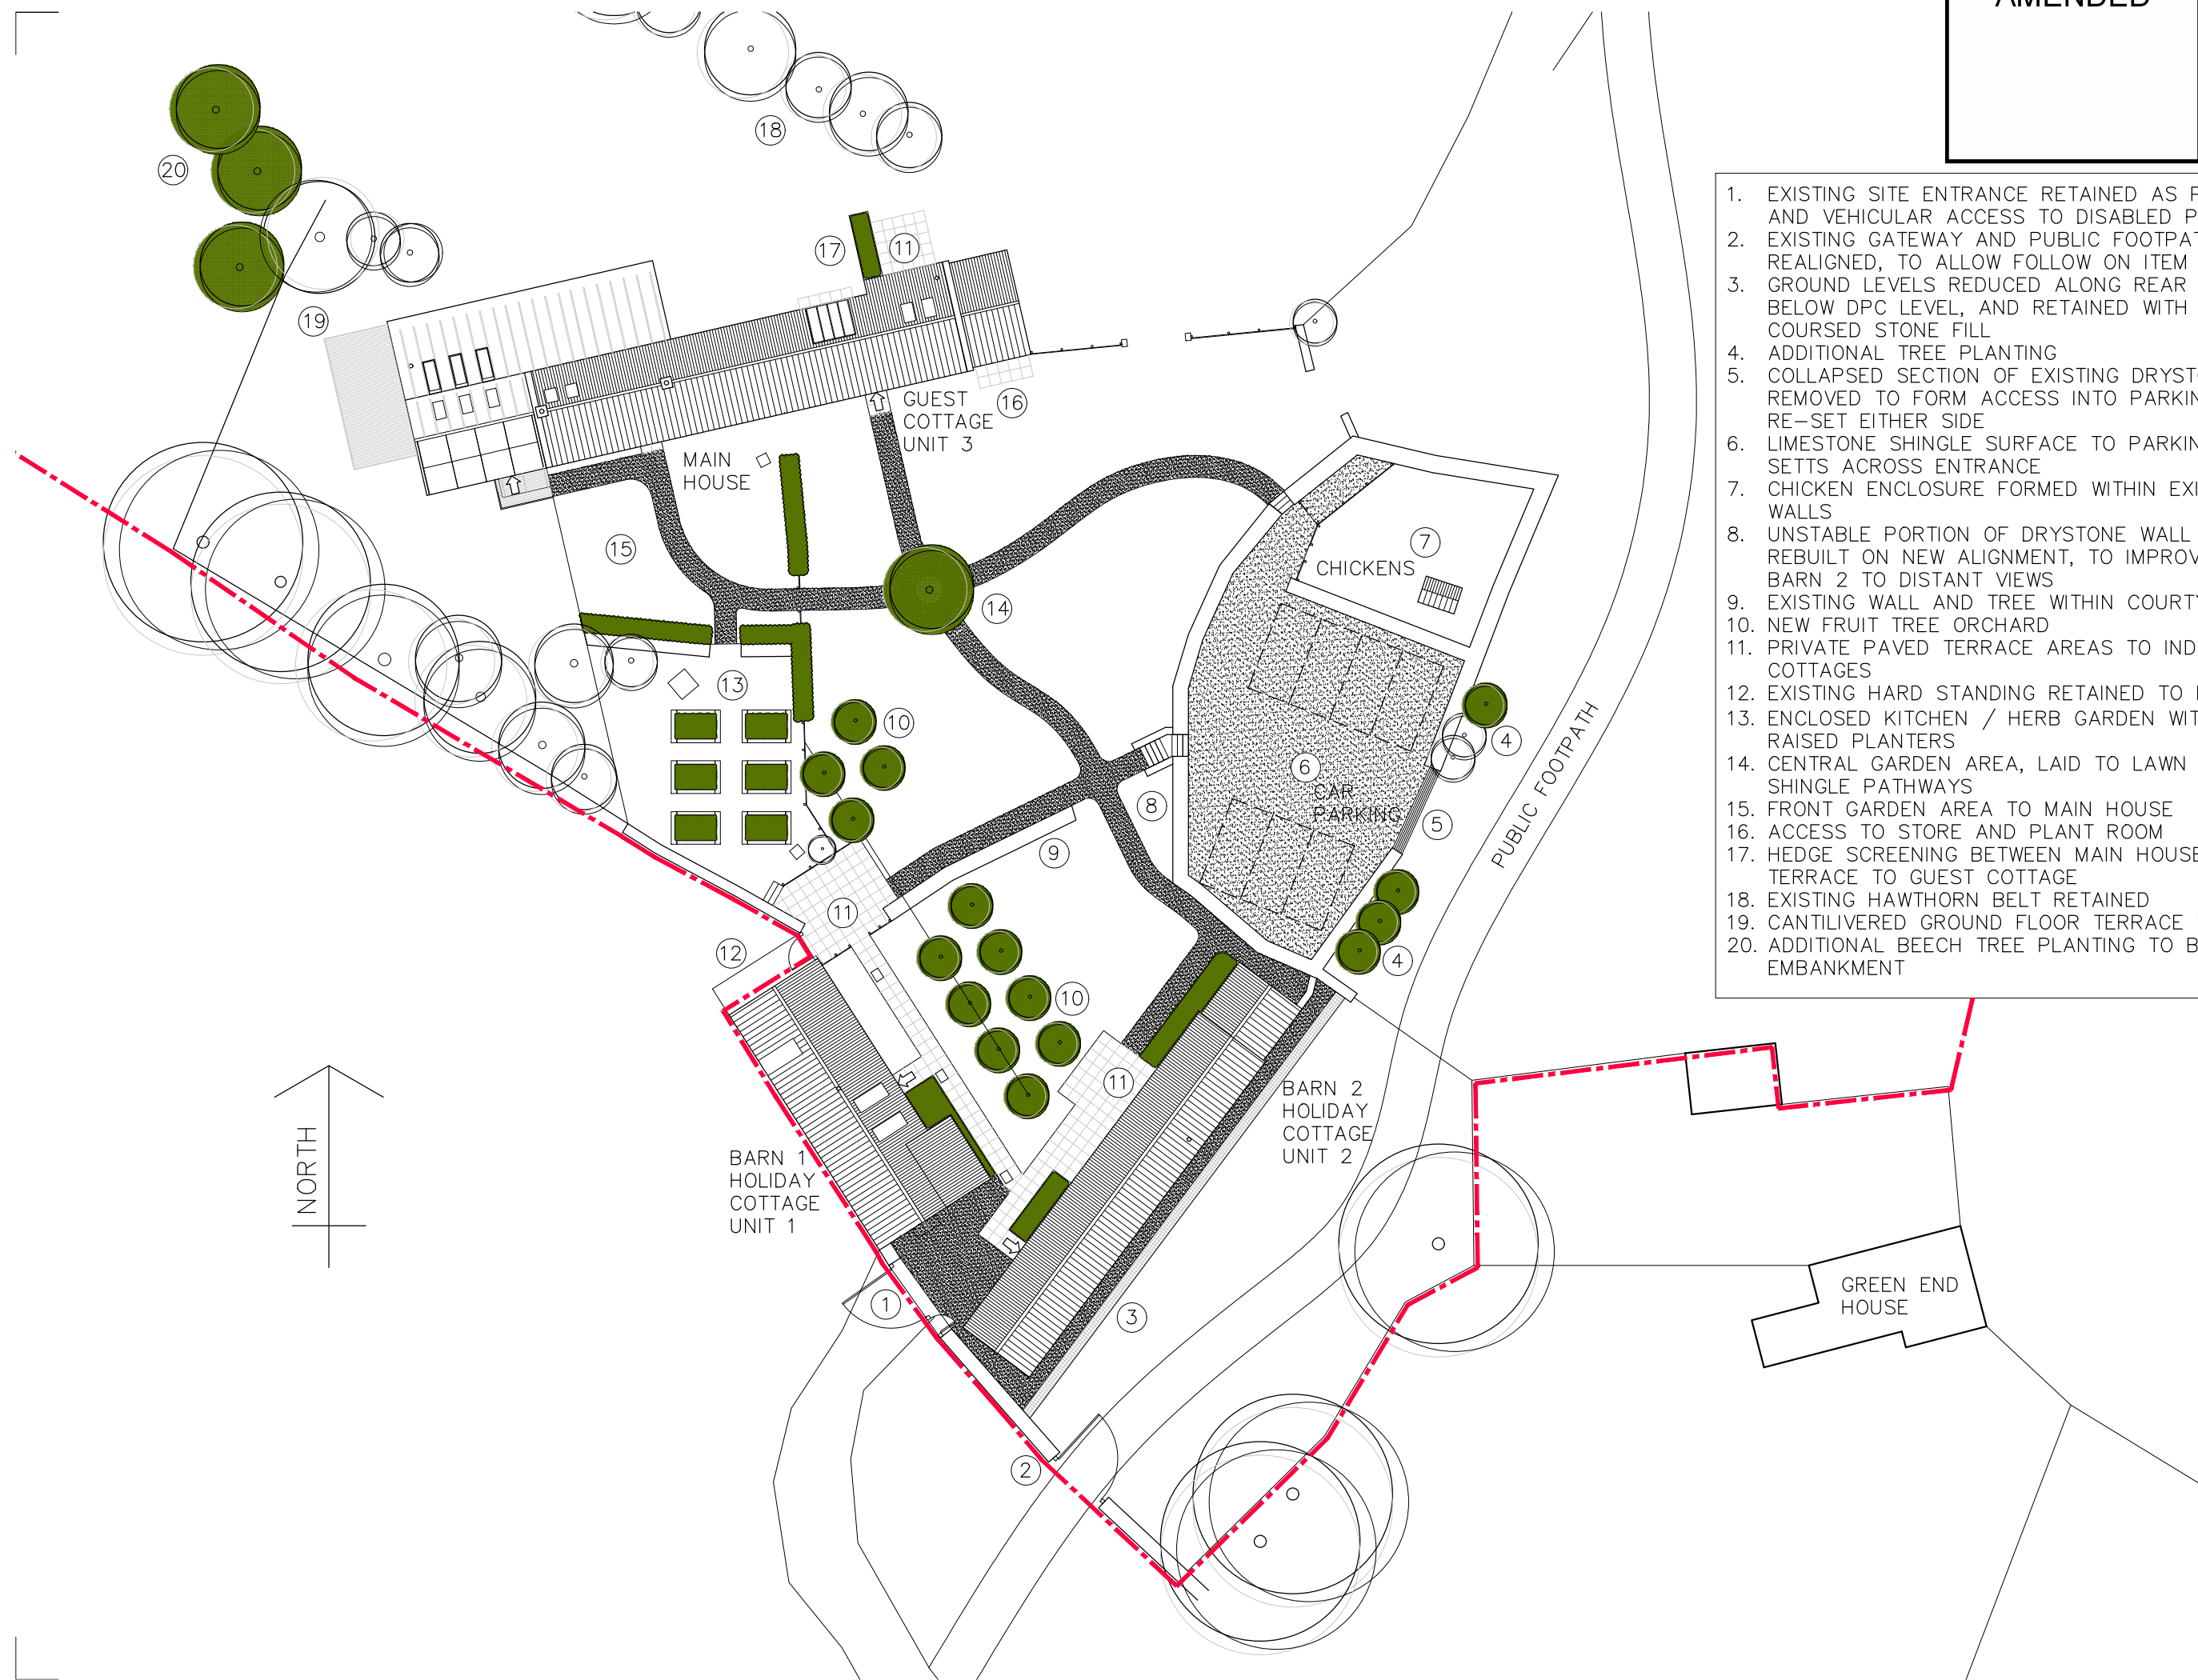 AMENDED
1. EXISTING SITE ENTRANCE RETAINED AS P
AND VEHICULAR ACCESS TO DISABLED P
2. EXISTING GATEWAY AND PUBLIC FOOTPAT
REALIGNED, TO ALLOW FOLLOW ON ITEM
3. GROUND LEVELS REDUCED ALONG REAR
BELOW DPC LEVEL, AND RETAINED WITH
COURSED STONE FILL
4. ADDITIONAL TREE PLANTING
5. COLLAPSED SECTION OF EXISTING DRYST
REMOVED TO FORM ACCESS INTO PARKIN
RE-SET EITHER SIDE
6. LIMESTONE SHINGLE SURFACE TO PARKIN
SETTS ACROSS ENTRANCE
7. CHICKEN ENCLOSURE FORMED WITHIN EXI
WALLS
8. UNSTABLE PORTION OF DRYSTONE WALL
REBUILT ON NEW ALIGNMENT, TO IMPROV
BARN 2 TO DISTANT VIEWS
9. EXISTING WALL AND TREE WITHIN COURTY
10. NEW FRUIT TREE ORCHARD
11. PRIVATE PAVED TERRACE AREAS TO IND
COTTAGES
12. EXISTING HARD STANDING RETAINED TO
13. ENCLOSED KITCHEN / HERB GARDEN WIT
RAISED PLANTERS
14. CENTRAL GARDEN AREA, LAID TO LAWN
SHINGLE PATHWAYS
15. FRONT GARDEN AREA TO MAIN HOUSE
16. ACCESS TO STORE AND PLANT ROOM
17. HEDGE SCREENING BETWEEN MAIN HOUSE
TERRACE TO GUEST COTTAGE
18. EXISTING HAWTHORN BELT RETAINED
19. CANTILIVERED GROUND FLOOR TERRACE
20. ADDITIONAL BEECH TREE PLANTING TO B
EMBANKMENT
18
20
17
11
19
GUEST
COTTAGE
UNIT 3
16
MAIN
HOUSE
15
7
CHICKENS
14
13
10
4
6
CAR
PARKING
8
5
9
PUBLIC FOOTPATH
11
12
4
10
11
BARN 2
HOLIDAY
COTTAGE
UNIT 2
BARN 1
HOLIDAY
COTTAGE
UNIT 1
NORTH
1
3
2
GREEN END
HOUSE